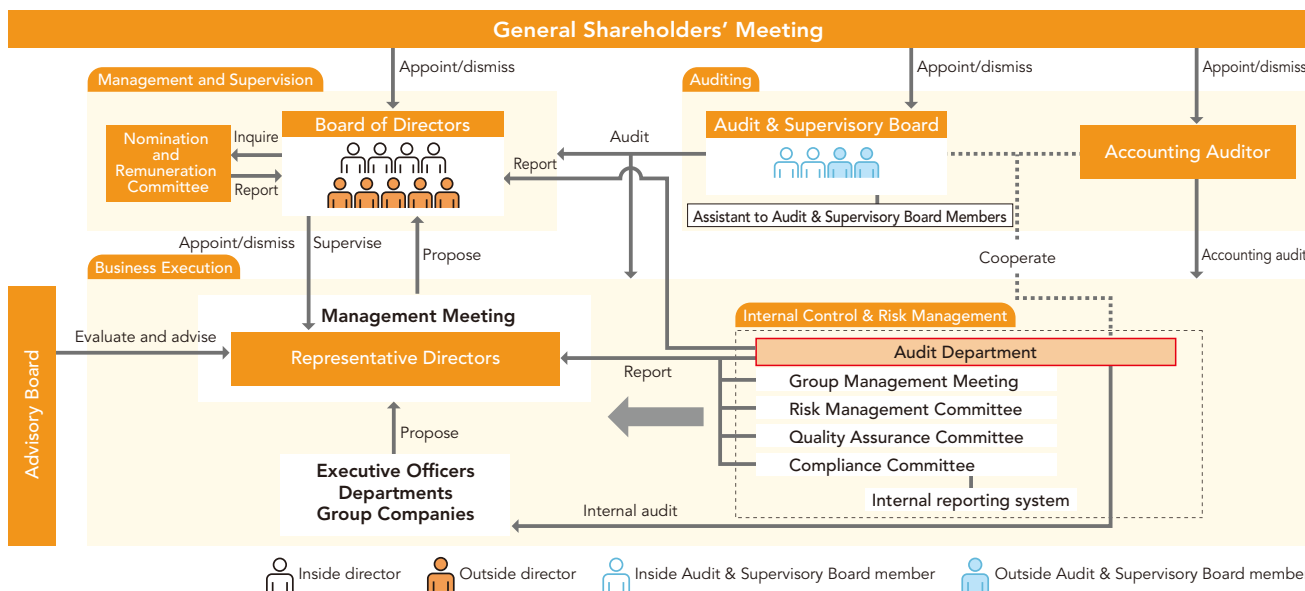 General Shareholders' Meeting
Appoint/dismiss
Appoint/dismiss
Appoint/dismiss
Management and Supervision
Auditing
Board of Directors
Audit & Supervisory Board
Accounting Auditor
Nomination
and
Remuneration
Committee
Inquire
Report
Audit
Report
Assistant to Audit & Supervisory Board Members
Appoint/dismiss
Supervise
Propose
Cooperate
Accounting audit
Business Execution
Advisory Board
Evaluate and advise
Management Meeting
Representative Directors
Report
Internal Control & Risk Management
Audit Department
Group Management Meeting
Risk Management Committee
Quality Assurance Committee
Compliance Committee
Internal reporting system
Propose
Executive Officers
Departments
Group Companies
Internal audit
Inside director
Outside director
Inside Audit & Supervisory Board member
Outside Audit & Supervisory Board membe